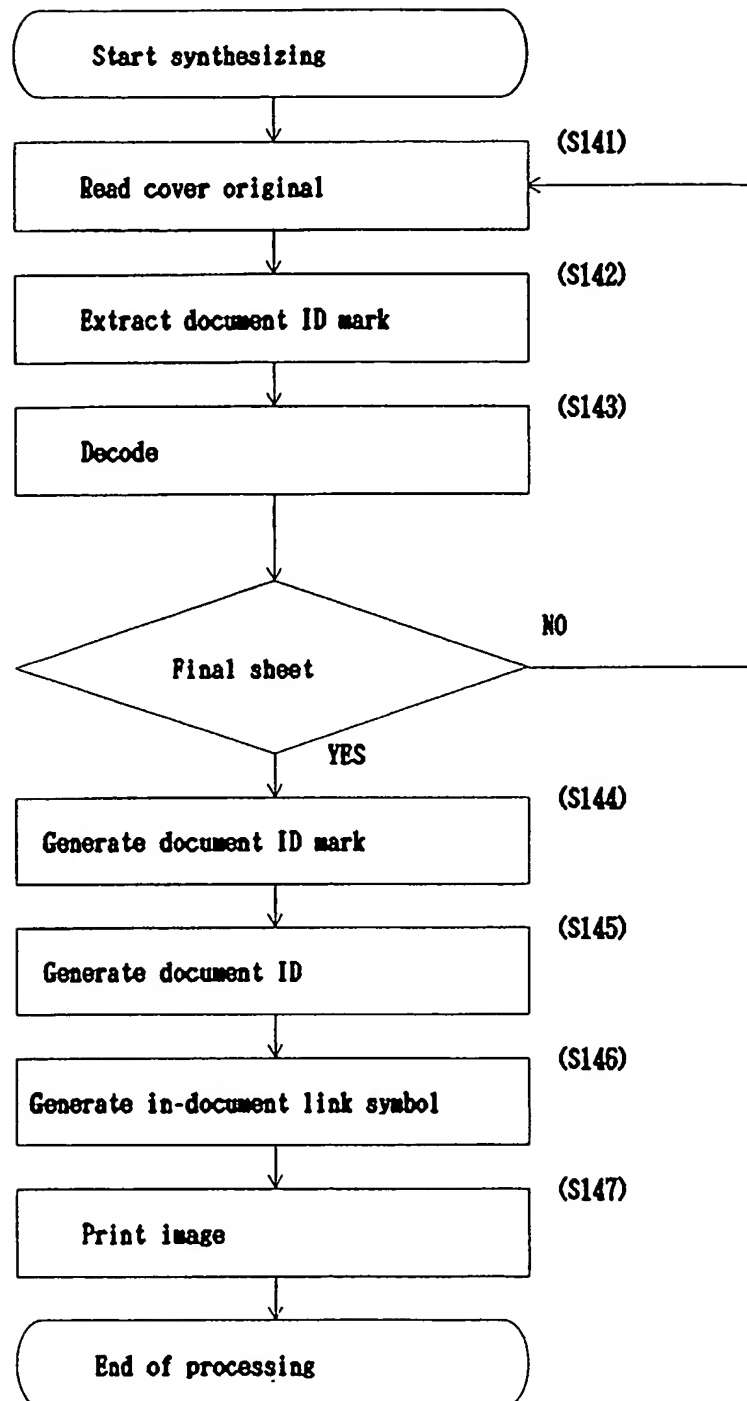 Start synthesizing
(S141)
Read cover original
(S142)
Extract document ID mark
(S143)
Decode
NO
Final sheet
YES
(S144)
Generate document ID mark
(S145)
Generate document ID
(S146)
Generate in-document link symbol
(S147)
Print image
End of processing